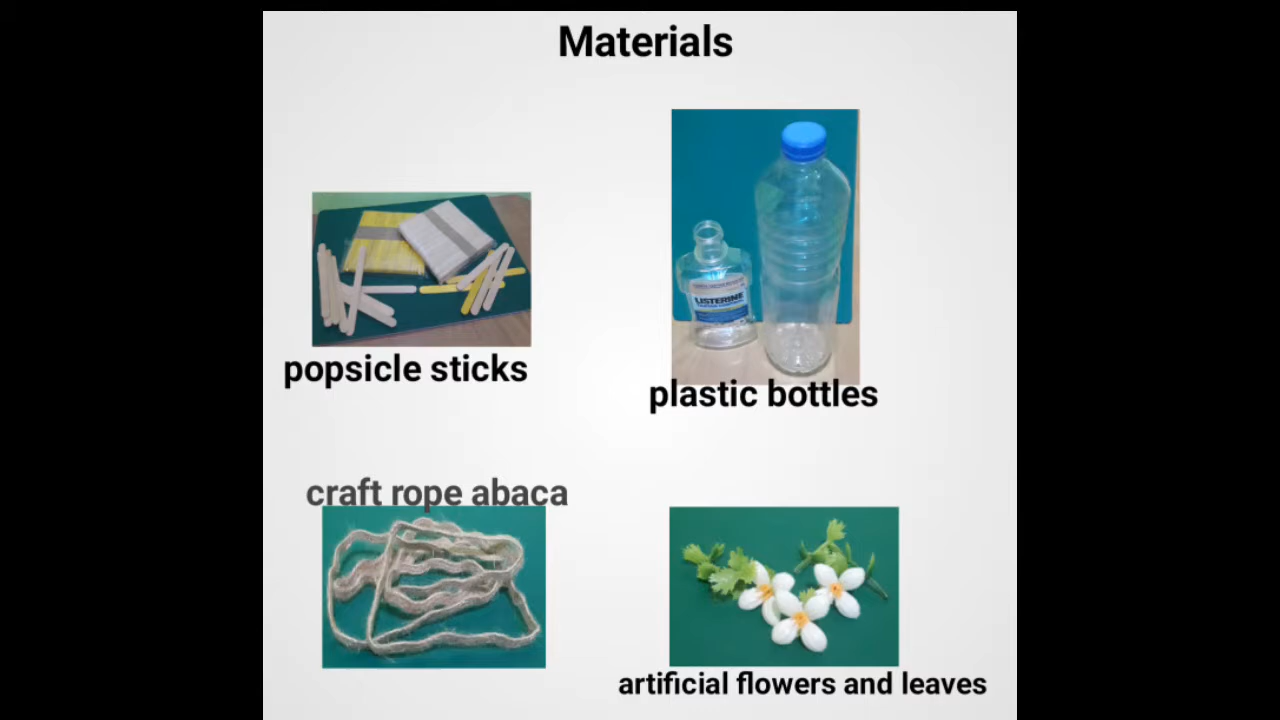 Materials
LISTERINE
popsicle sticks
plastic bottles
craft rope abaca
artificial flowers and leaves